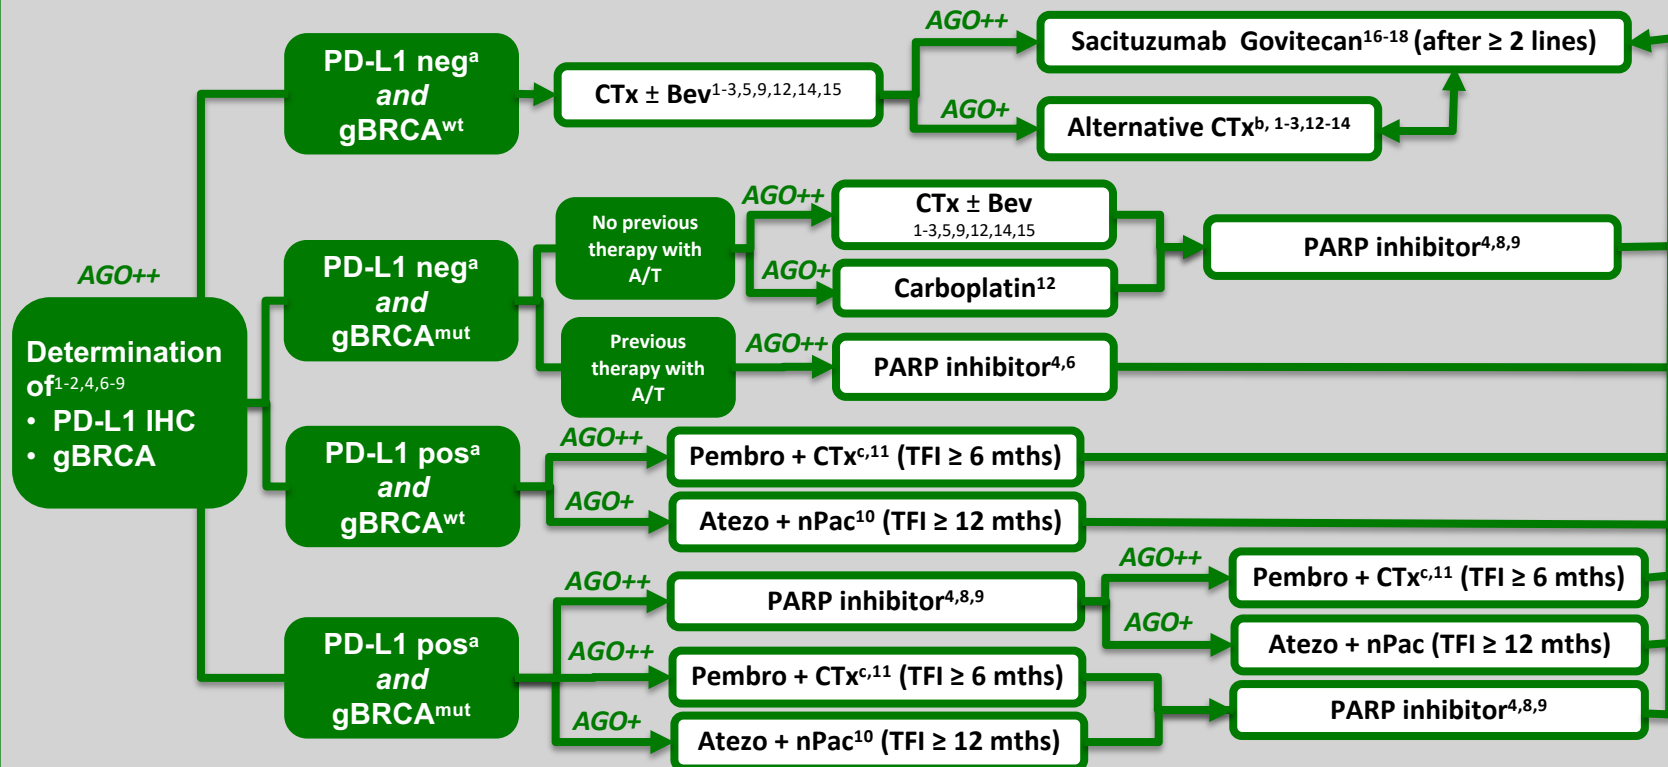 AGO++
Determination
of1-2,4,6-9
• PD-L1 IHC
• gBRCA
PD-L1 negᵃ
and
gBRCAʷᵗ
CTx ± Bev1-3,5,9,12,14,15
AGO++
Sacituzumab Govitecan16-18 (after ≥ 2 lines)
AGO+
Alternative CTxb, 1-3,12-14
PD-L1 negᵃ
and
gBRCAᵐᵘᵗ
No previous
therapy with
A/T
AGO++
CTx ± Bev
1-3,5,9,12,14,15
AGO+
Carboplatin12
PARP inhibitor4,8,9
Previous
therapy with
A/T
AGO++
PARP inhibitor4,6
PD-L1 posᵃ
and
gBRCAʷᵗ
AGO++
Pembro + CTxc,11 (TFI ≥ 6 mths)
AGO+
Atezo + nPac10 (TFI ≥ 12 mths)
PD-L1 posᵃ
and
gBRCAᵐᵘᵗ
AGO++
PARP inhibitor4,8,9
AGO++
Pembro + CTxc,11 (TFI ≥ 6 mths)
AGO+
Atezo + nPac (TFI ≥ 12 mths)
AGO++
Pembro + CTxc,11 (TFI ≥ 6 mths)
AGO+
Atezo + nPac10 (TFI ≥ 12 mths)
PARP inhibitor4,8,9